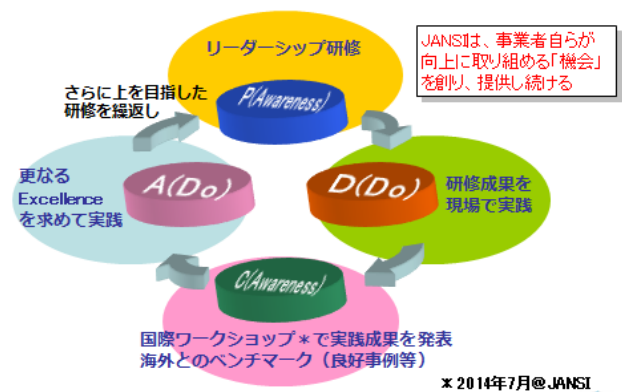 リーダーシップ研修
JANSIは、事業者自らが
向上に取り組める「機会」
を創り、提供し続ける
さらに上を目指した
研修を繰返し
P(Awareness)
更なる
Excellence
を求めて実践
A(Do)
D(Do)
研修成果を
現場で実践
C(Awareness)
国際ワークショップ＊で実践成果を発表
海外とのベンチマーク（良好事例等）
＊2014年7月@JANSI